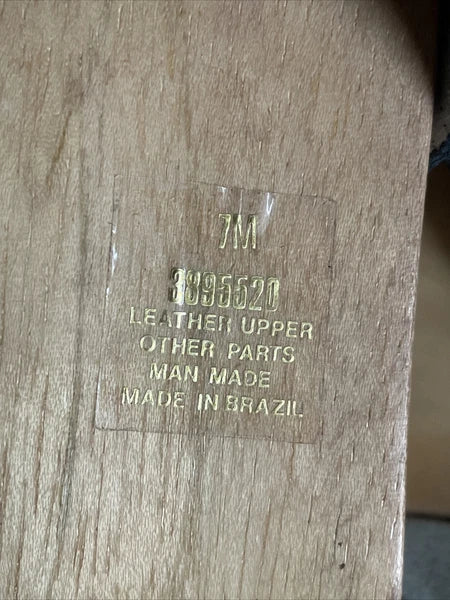 7M
3895520
LEATHER UPPER
OTHER PARTS
MAN MADE
MADE IN BRAZIL